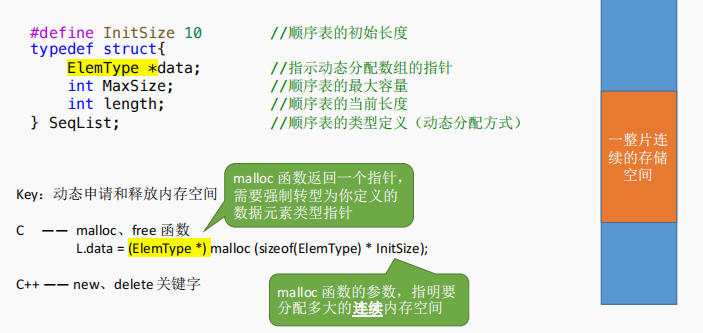 #define InitSize 10 //顺序表的初始长度
typedef struct{
ElemType *data; //指示动态分配数组的指针
int MaxSize; //顺序表的最大容量
int length; //顺序表的当前长度
} SeqList; //顺序表的类型定义（动态分配方式）
一整片连
续的存储
空间
malloc 函数返回一个指针，
需要强制转型为你定义的
数据元素类型指针
Key：动态申请和释放内存空间
C —— malloc、free 函数
L.data = (ElemType *) malloc (sizeof(ElemType) * InitSize);
C++ —— new、delete 关键字
malloc 函数的参数，指明要
分配多大的连续内存空间